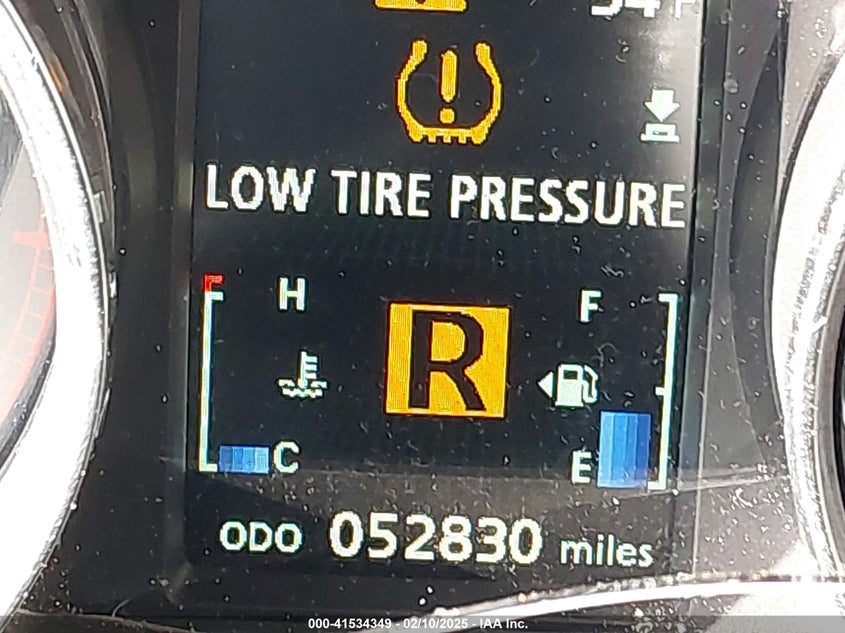 LOW TIRE PRESSURE
H
R
F
C
E
ODO 052830 miles
000-41534349 - 02/10/2025 - IAA Inc.